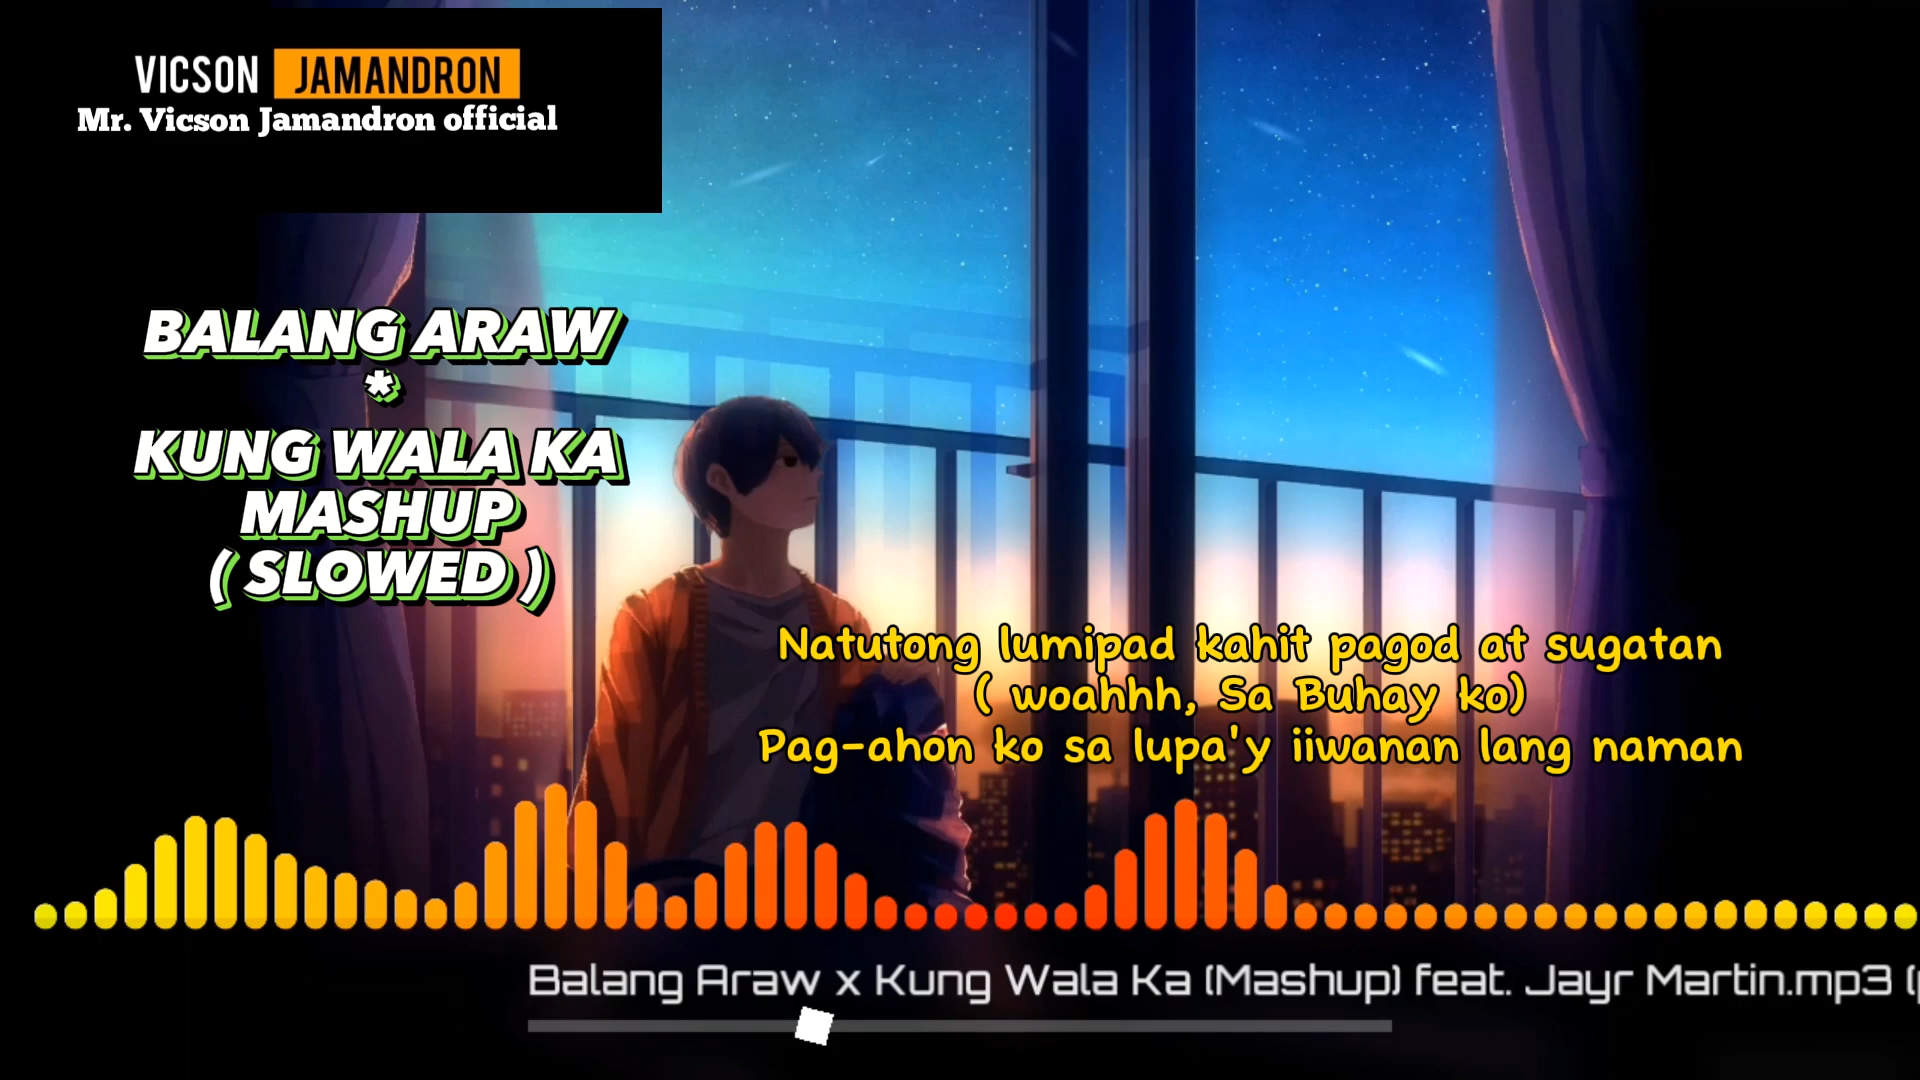 VICSON JAMANDRON
Mr. Vicson Jamandron official
BALANG ARAW
*
KUNG WALA KA
MASHUP
( SLOWED )
Natutong lumipad kahit pagod at sugatan
( woahhh, Sa Buhay ko)
Pag-ahon ko sa lupa'y iiwanan lang naman
Balang Araw x Kung Wala Ka (Mashup) feat. Jayr Martin.mp3 (